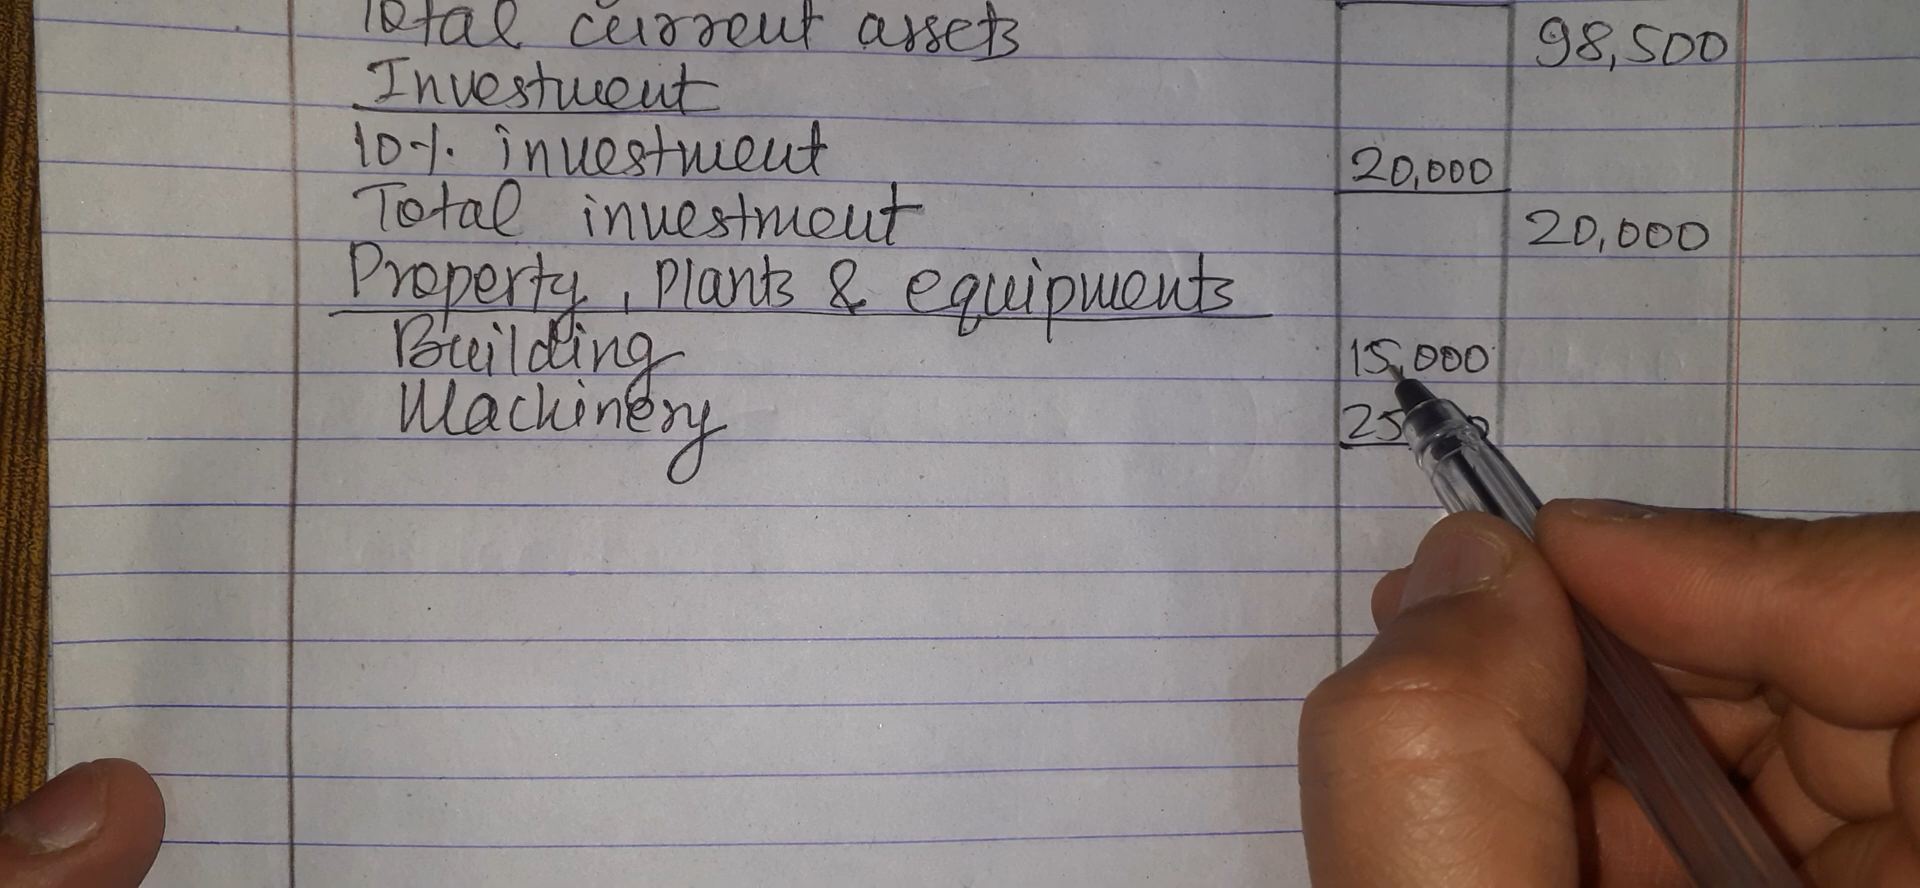 Total current assets 98,500
Investment
10% investment 20,000
Total investment 20,000
Property, Plants & equipments
Building 15,000
Machinery